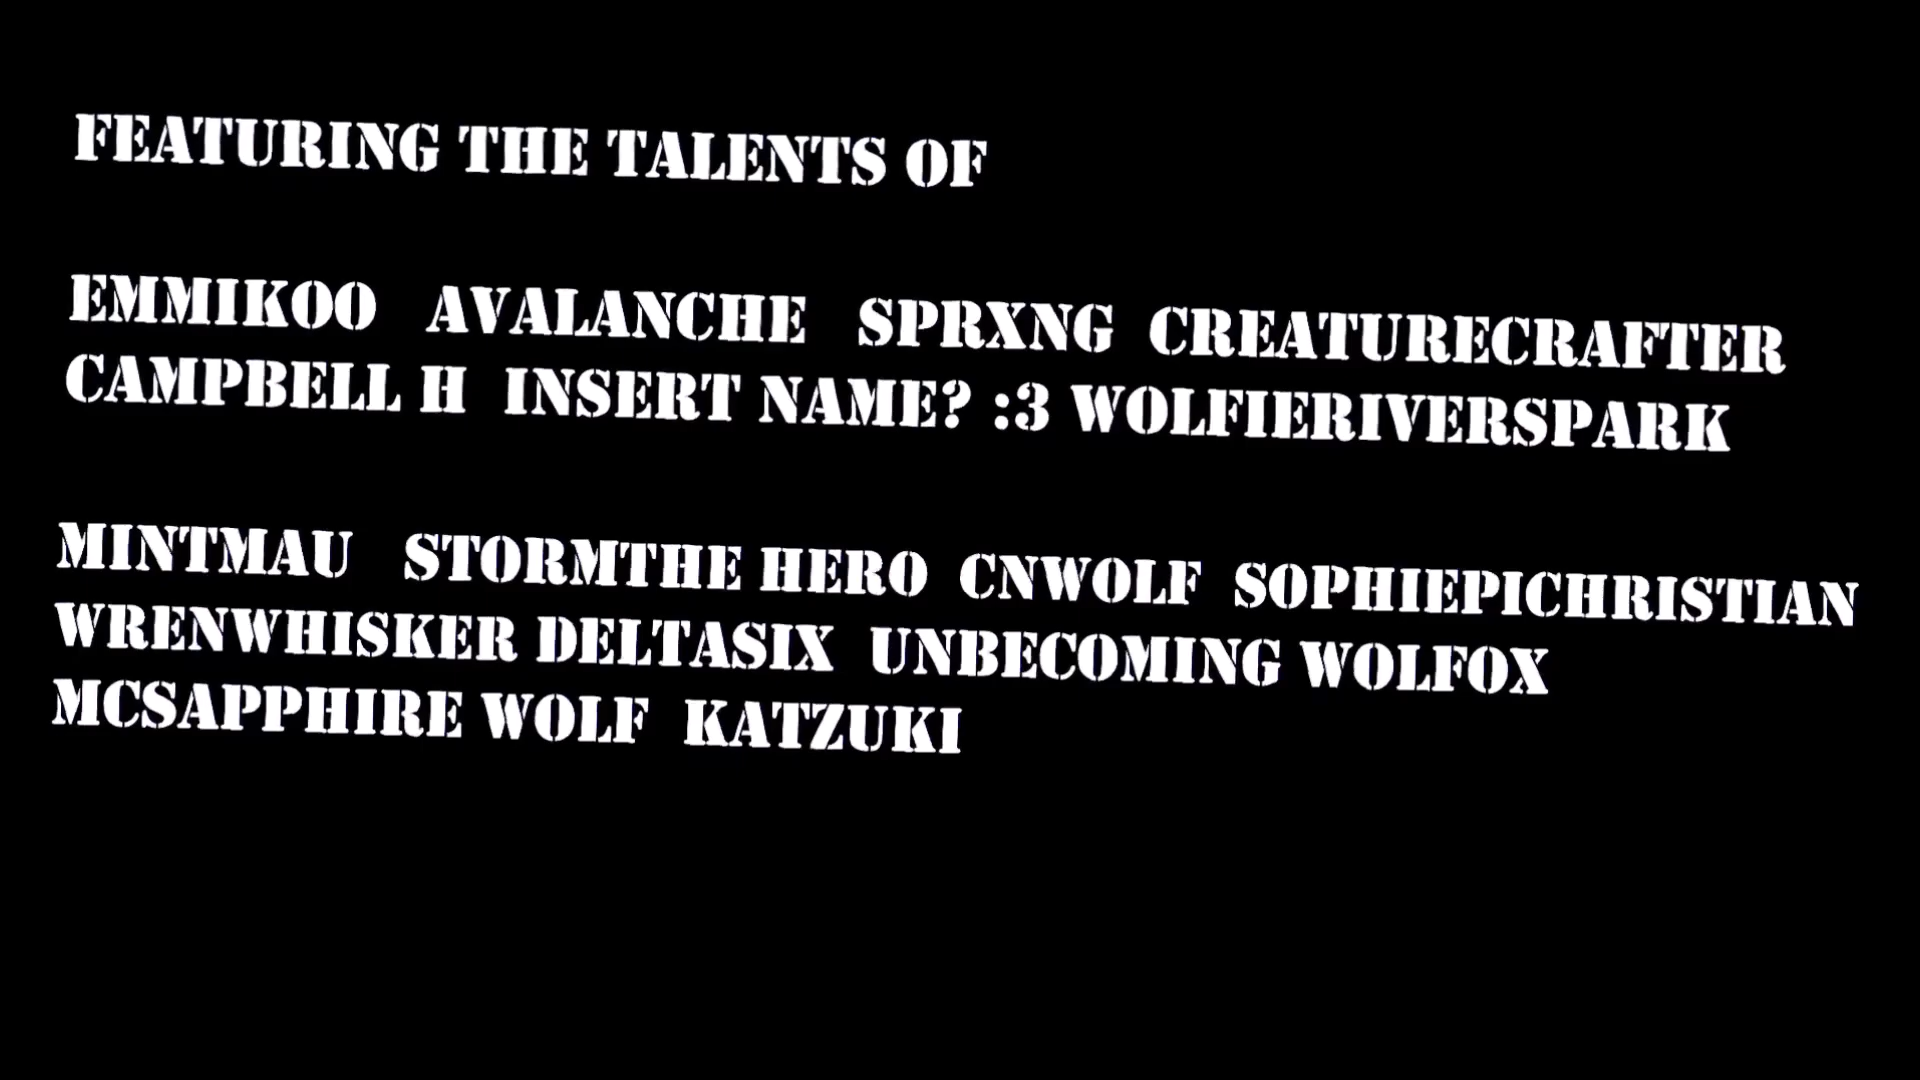 FEATURING THE TALENTS OF
EMMIKOO AVALANCHE SPRXNG CREATURECRAFTER
CAMPBELL H INSERT NAME? :3 WOLFIERIVERSPARK
MINTMAU STORMTHE HERO CNWOLF SOPHIEPICHRISTIAN
WRENWHISKER DELTASIX UNBECOMING WOLFOX
MCSAPPHIRE WOLF KATZUKI